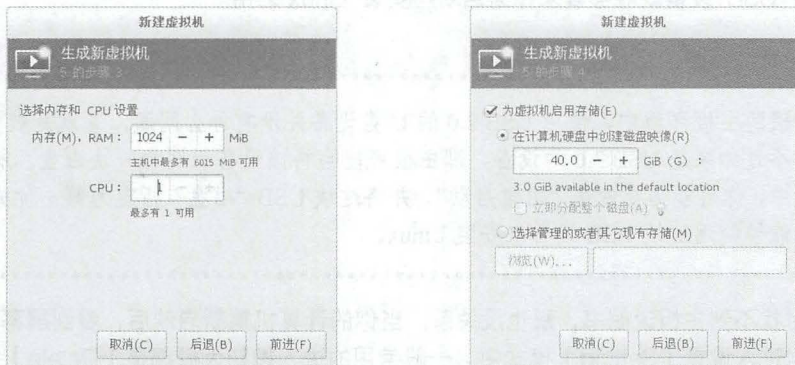 新建虚拟机
生成新虚拟机
5 的步骤 3
选择内存和 CPU 设置
内存(M), RAM: 1024 − + MiB
主机中最多有 6015 MiB 可用
CPU: 1
最多有 1 可用
取消(C) 后退(B) 前进(F)
新建虚拟机
生成新虚拟机
5 的步骤 4
为虚拟机启用存储(E)
在计算机硬盘中创建磁盘映像(R)
40.0 − + GiB (G) :
3.0 GiB available in the default location
立即分配整个磁盘(A)
选择管理的或者其它现有存储(M)
浏览(W)...
取消(C) 后退(B) 前进(F)